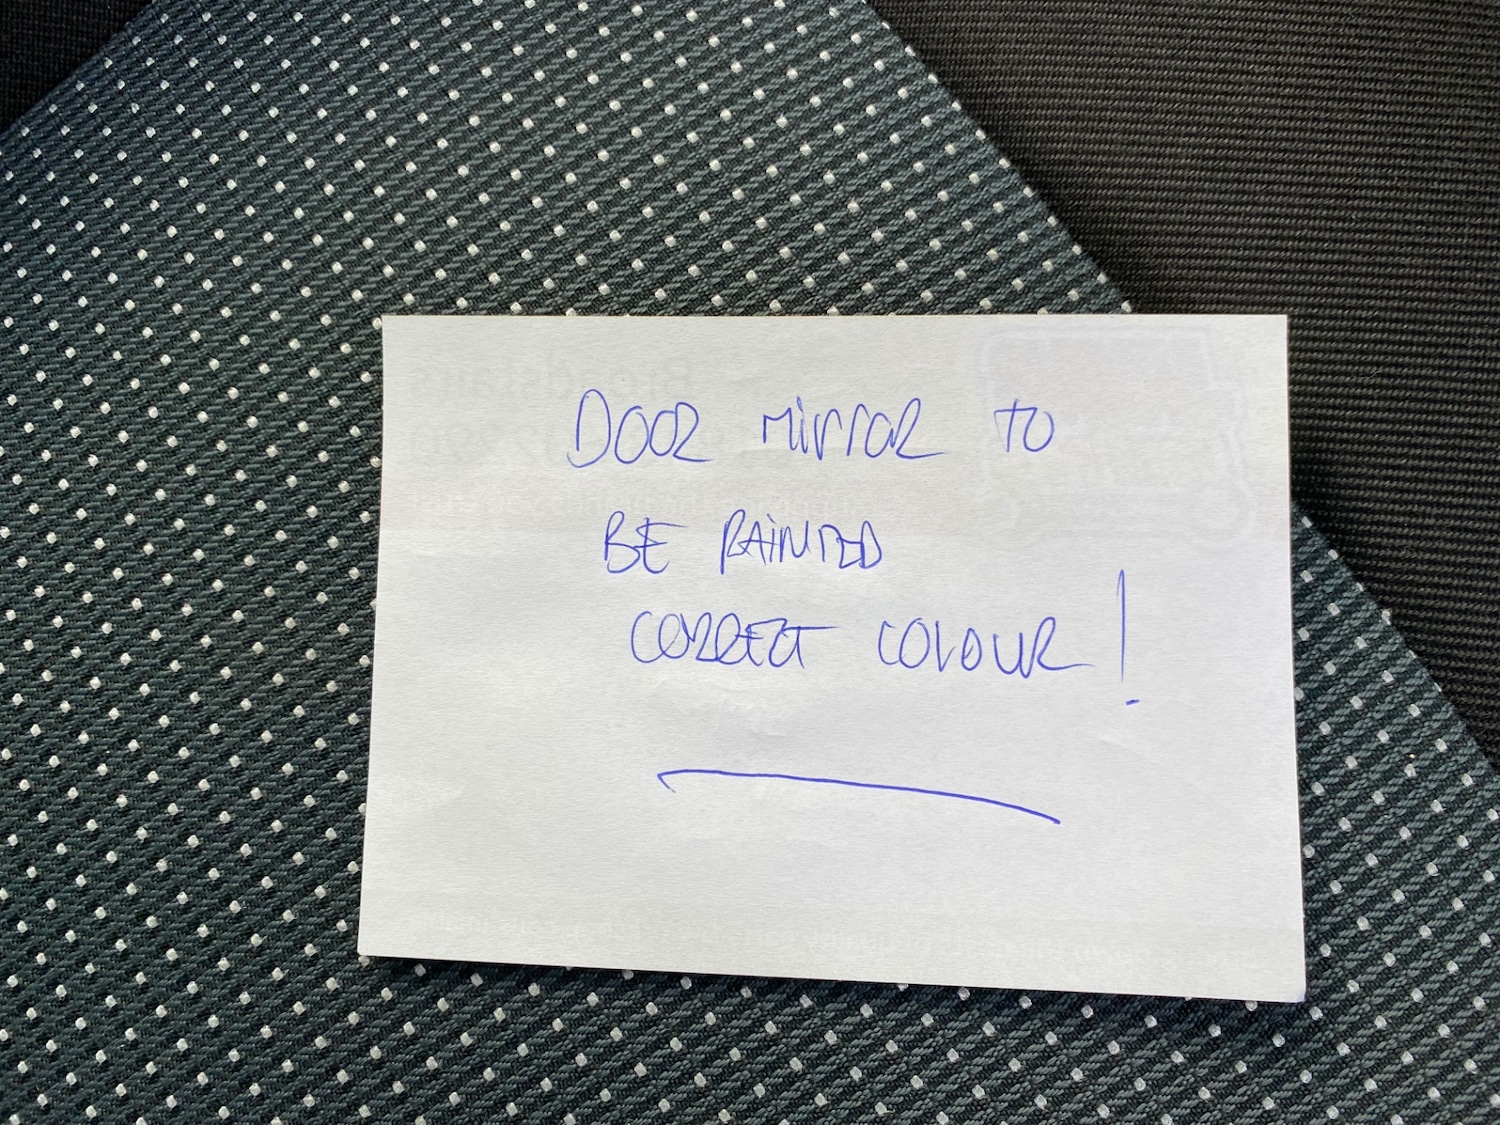 DOOR MIRROR TO
BE PAINTED
CORRECT COLOUR!